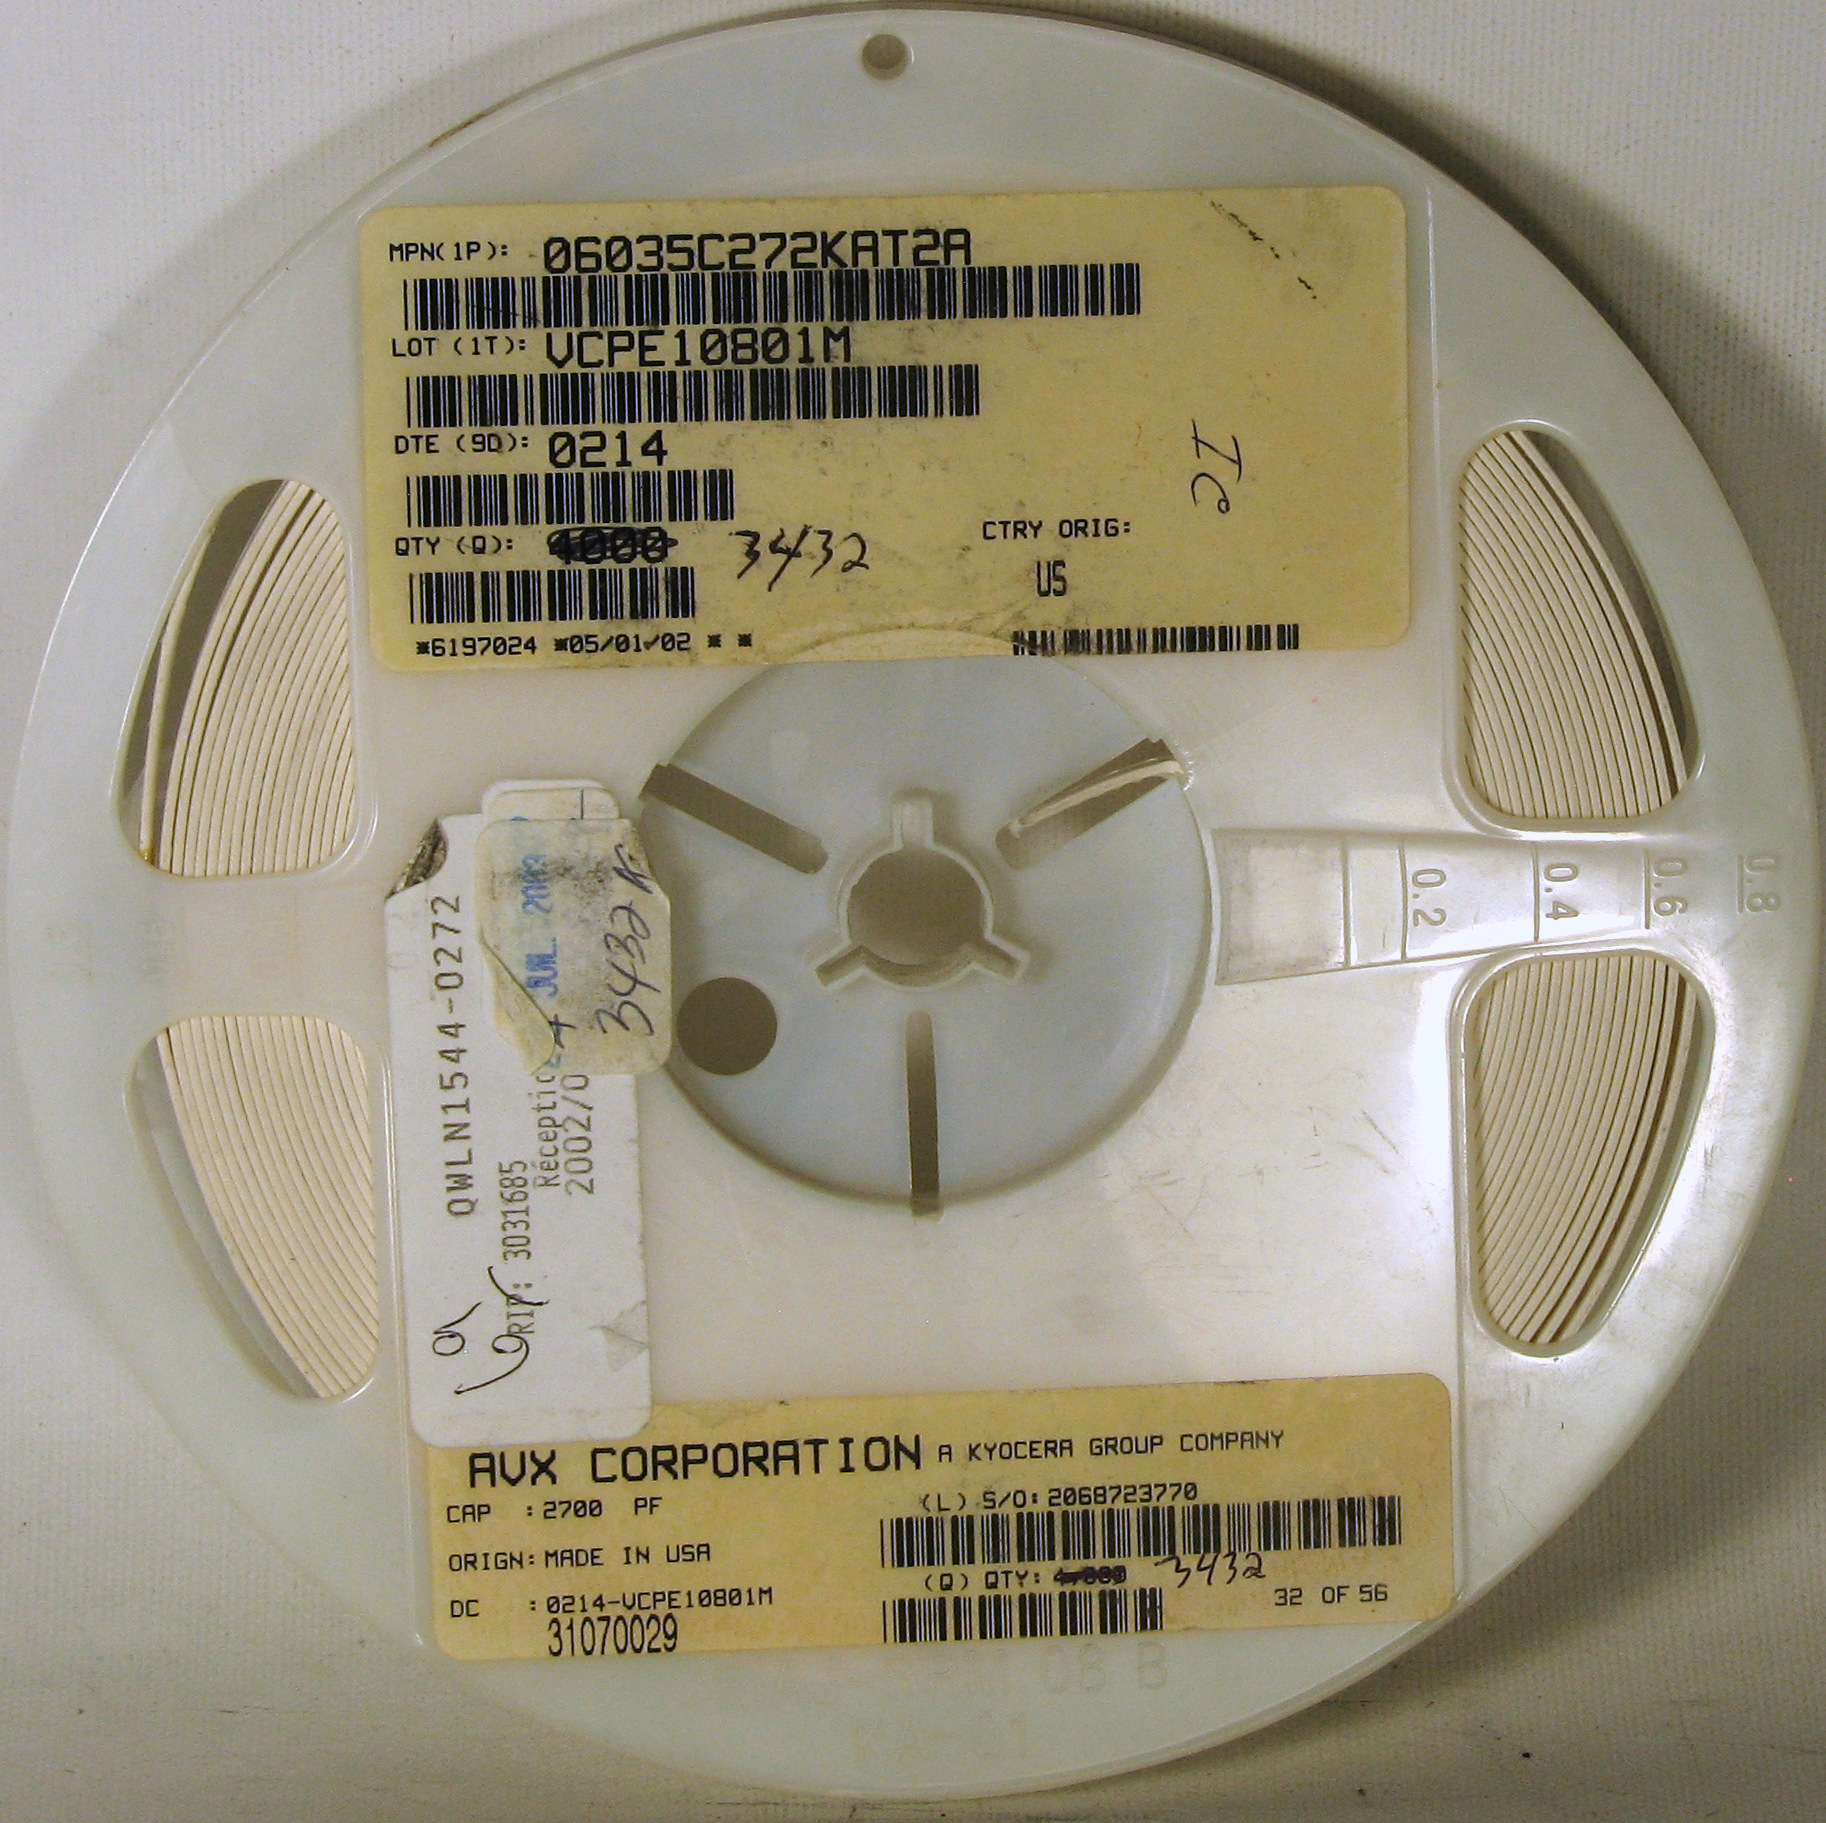 MPN(1P): 06035C272KAT2A
LOT (1T): VCPE10801M
DTE (9D): 0214
QTY (Q): 4000 3432
CTRY ORIG:
US
Ic
*6197024 *05/01/02 * *
0.2 0.4 0.6 0.8
QWLN1544-0272
JUL. 2003
3432
3031685
2002/0
AVX CORPORATION A KYOCERA GROUP COMPANY
CAP :2700 PF
(L) S/O:2068723770
ORIGN:MADE IN USA
(Q) QTY: 3432
DC :0214-VCPE10801M
32 OF 56
31070029